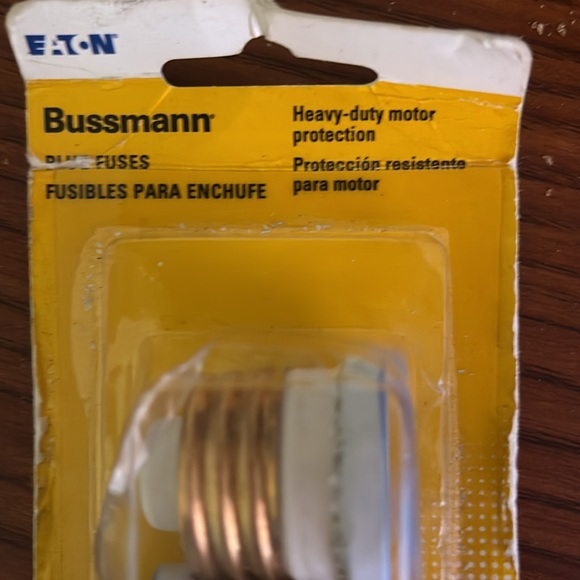 EATON
Bussmann
PLUG FUSES
FUSIBLES PARA ENCHUFE
Heavy-duty motor
protection
Protección resistente
para motor